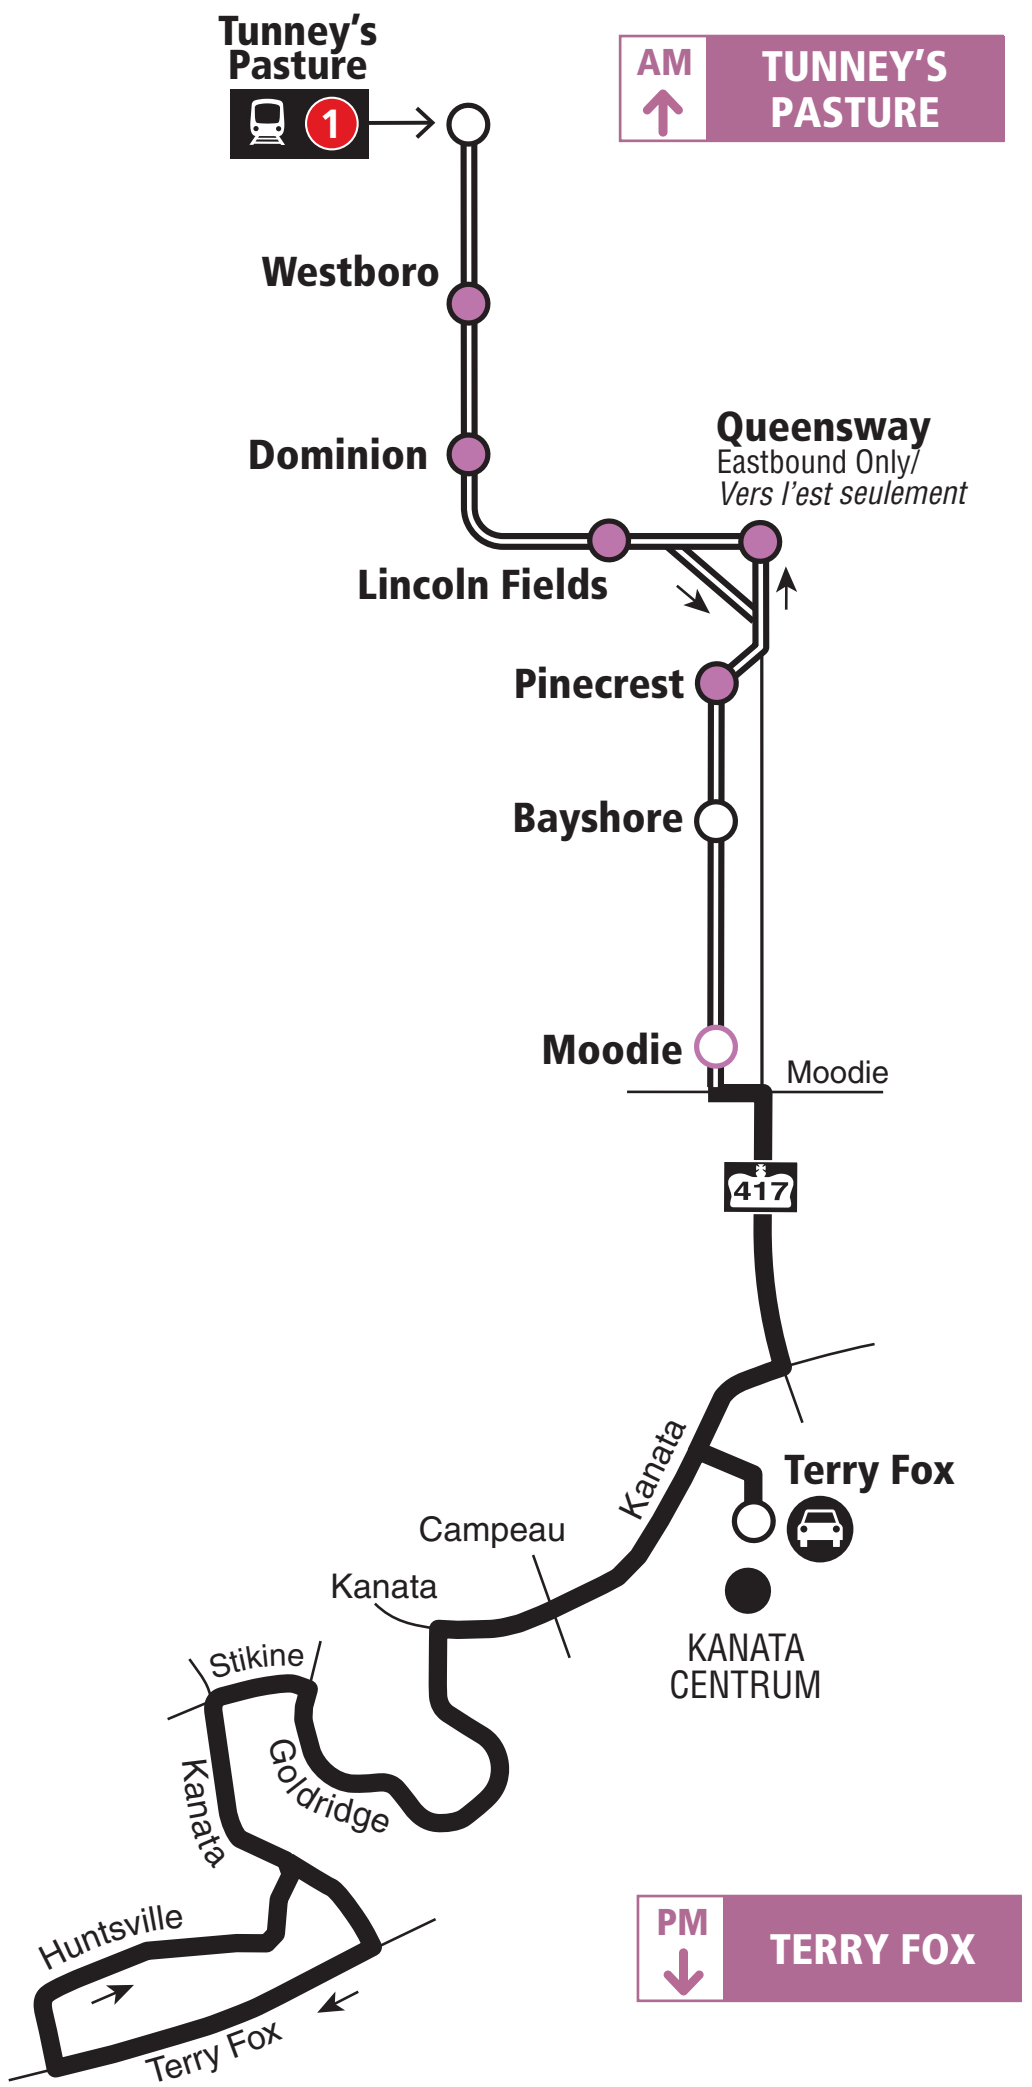 Tunney's
Pasture
1
AM
TUNNEY'S
PASTURE
Westboro
Dominion
Queensway
Eastbound Only/
Vers l'est seulement
Lincoln Fields
Pinecrest
Bayshore
Moodie
Moodie
417
Kanata
Terry Fox
Campeau
Kanata
KANATA
CENTRUM
Stikine
Goldridge
Kanata
Huntsville
Terry Fox
PM
TERRY FOX